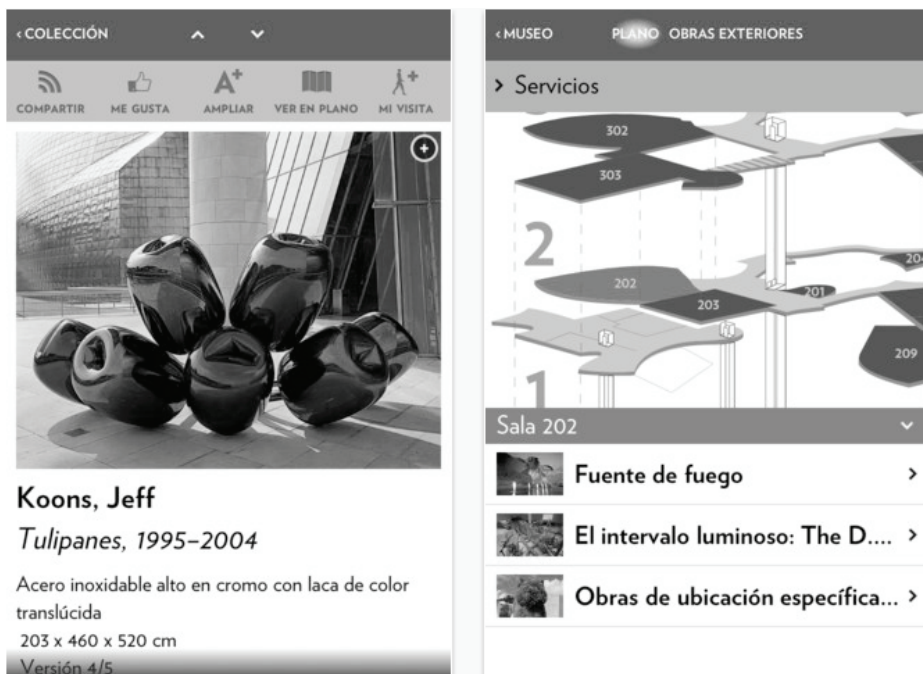 ‹ COLECCIÓN
COMPARTIR ME GUSTA A+ AMPLIAR VER EN PLANO MI VISITA
Koons, Jeff
Tulipanes, 1995–2004
Acero inoxidable alto en cromo con laca de color
translúcida
203 x 460 x 520 cm
Versión 4/5
‹ MUSEO PLANO OBRAS EXTERIORES
› Servicios
302
303
2
202
203
201
204
209
1
Sala 202
Fuente de fuego ›
El intervalo luminoso: The D.... ›
Obras de ubicación específica... ›